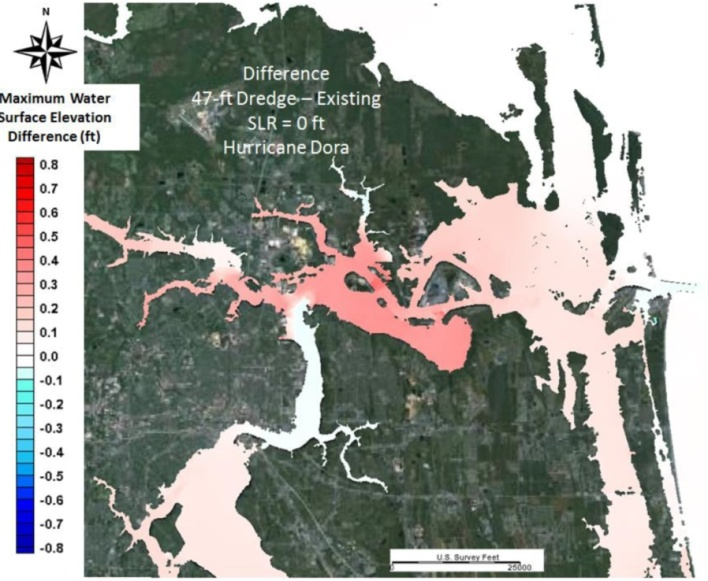 N
Difference
47-ft Dredge – Existing
SLR = 0 ft
Hurricane Dora
Maximum Water
Surface Elevation
Difference (ft)
0.8
0.7
0.6
0.5
0.4
0.3
0.2
0.1
0.0
-0.1
-0.2
-0.3
-0.4
-0.5
-0.6
-0.7
-0.8
U.S. Survey Feet
0 25000